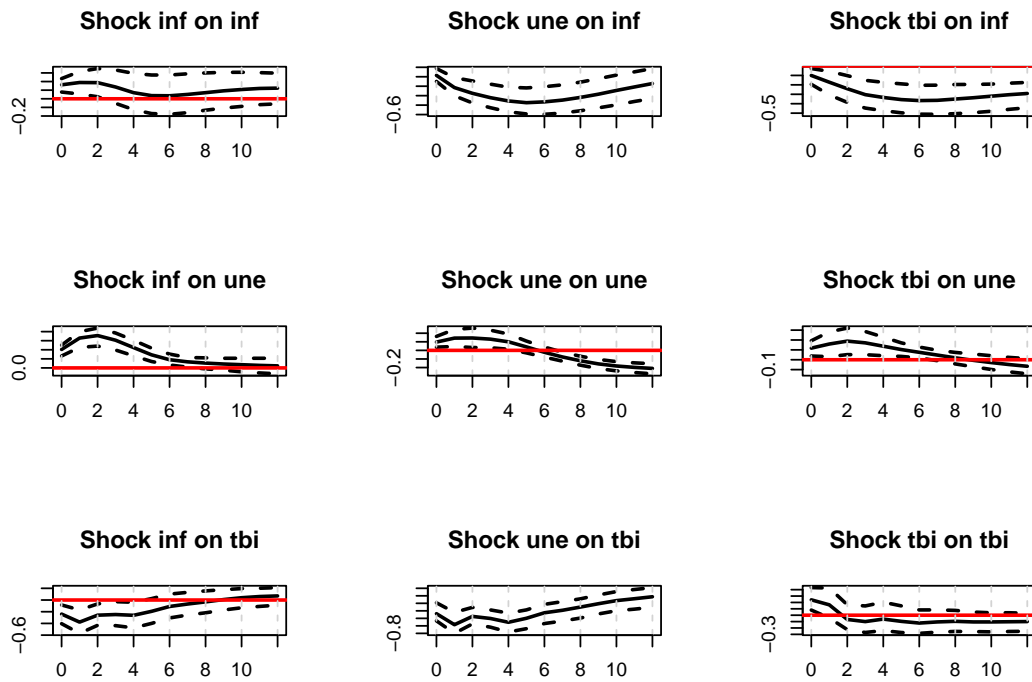 Shock inf on inf Shock une on inf Shock tbi on inf
−0.2 −0.6 −0.5
0 2 4 6 8 10 0 2 4 6 8 10 0 2 4 6 8 10
Shock inf on une Shock une on une Shock tbi on une
0.0 −0.2 −0.1
0 2 4 6 8 10 0 2 4 6 8 10 0 2 4 6 8 10
Shock inf on tbi Shock une on tbi Shock tbi on tbi
−0.6 −0.8 −0.3
0 2 4 6 8 10 0 2 4 6 8 10 0 2 4 6 8 10